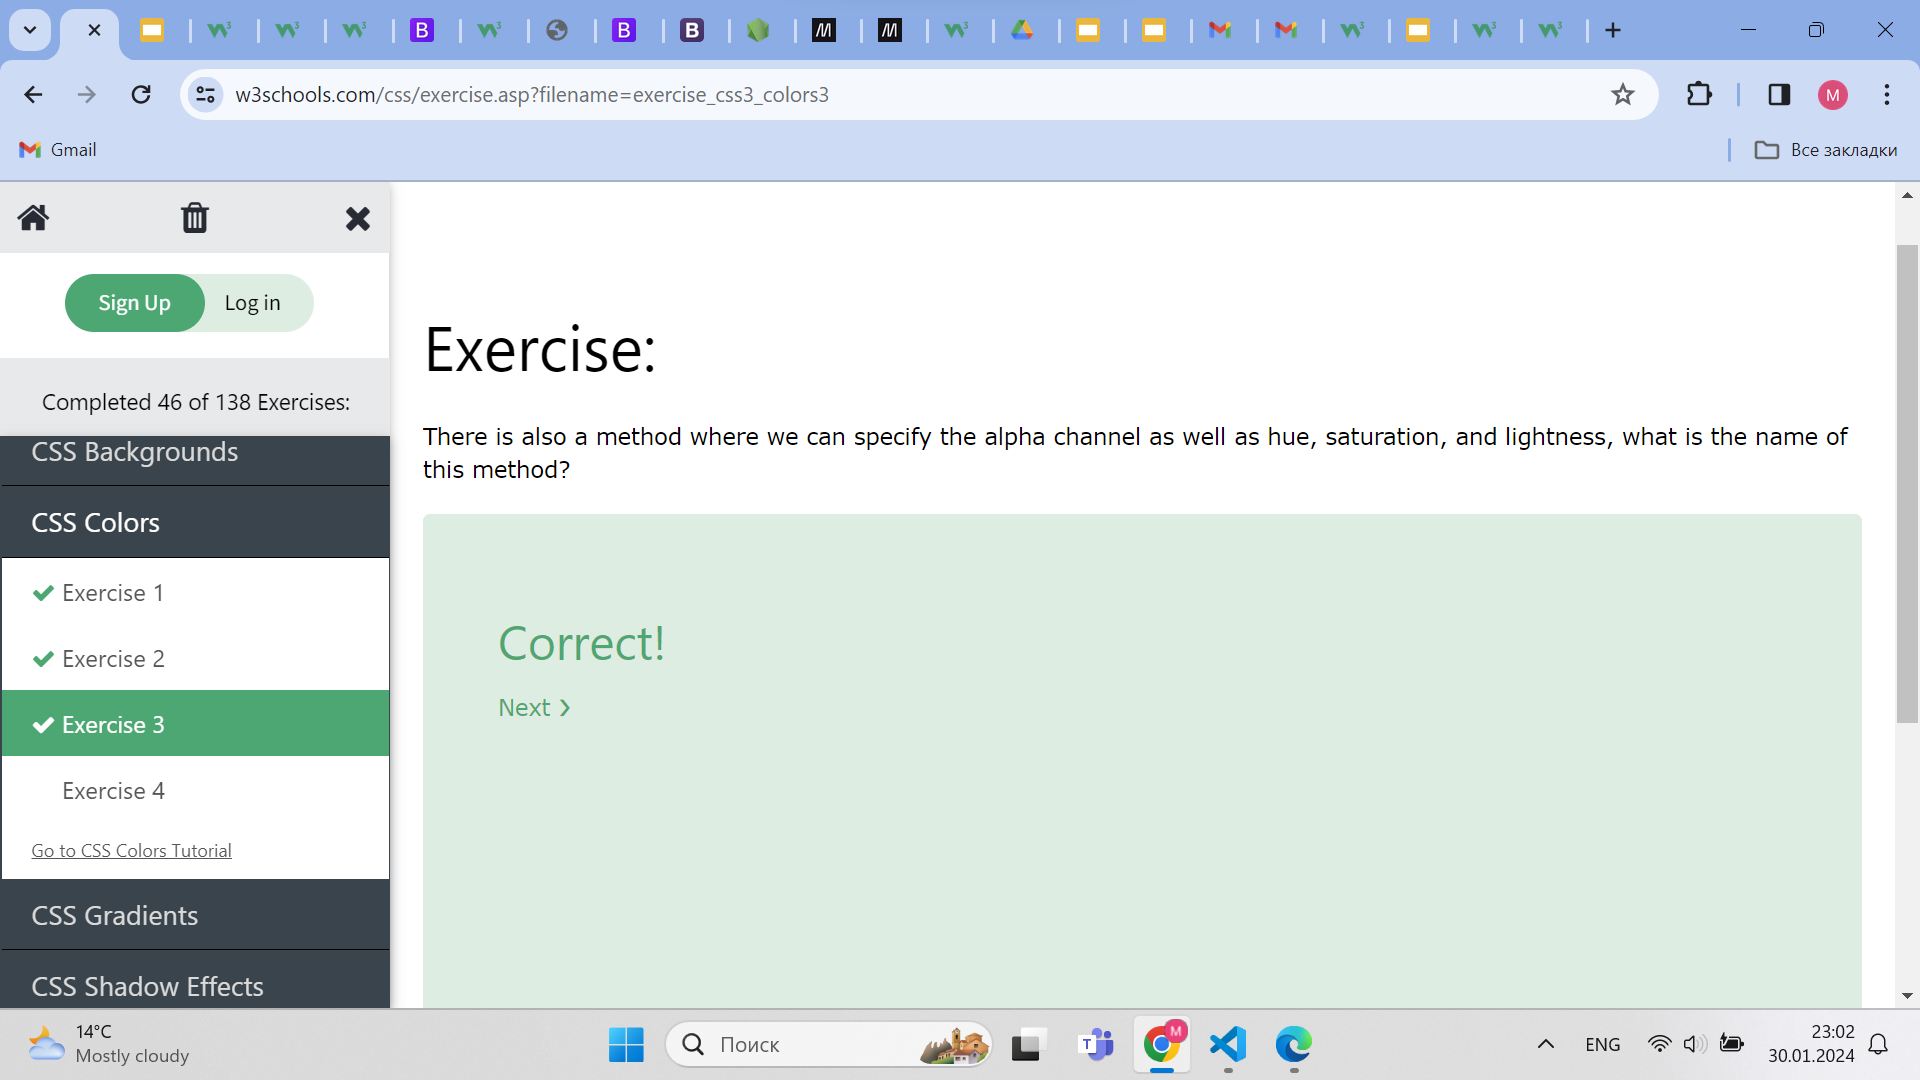 w3schools.com/css/exercise.asp?filename=exercise_css3_colors3
M
Gmail
Все закладки
Sign Up
Log in
Completed 46 of 138 Exercises:
CSS Backgrounds
CSS Colors
Exercise 1
Exercise 2
Exercise 3
Exercise 4
Go to CSS Colors Tutorial
CSS Gradients
CSS Shadow Effects
Exercise:
There is also a method where we can specify the alpha channel as well as hue, saturation, and lightness, what is the name of
this method?
Correct!
Next ❯
14°C
Mostly cloudy
Поиск
ENG
23:02
30.01.2024